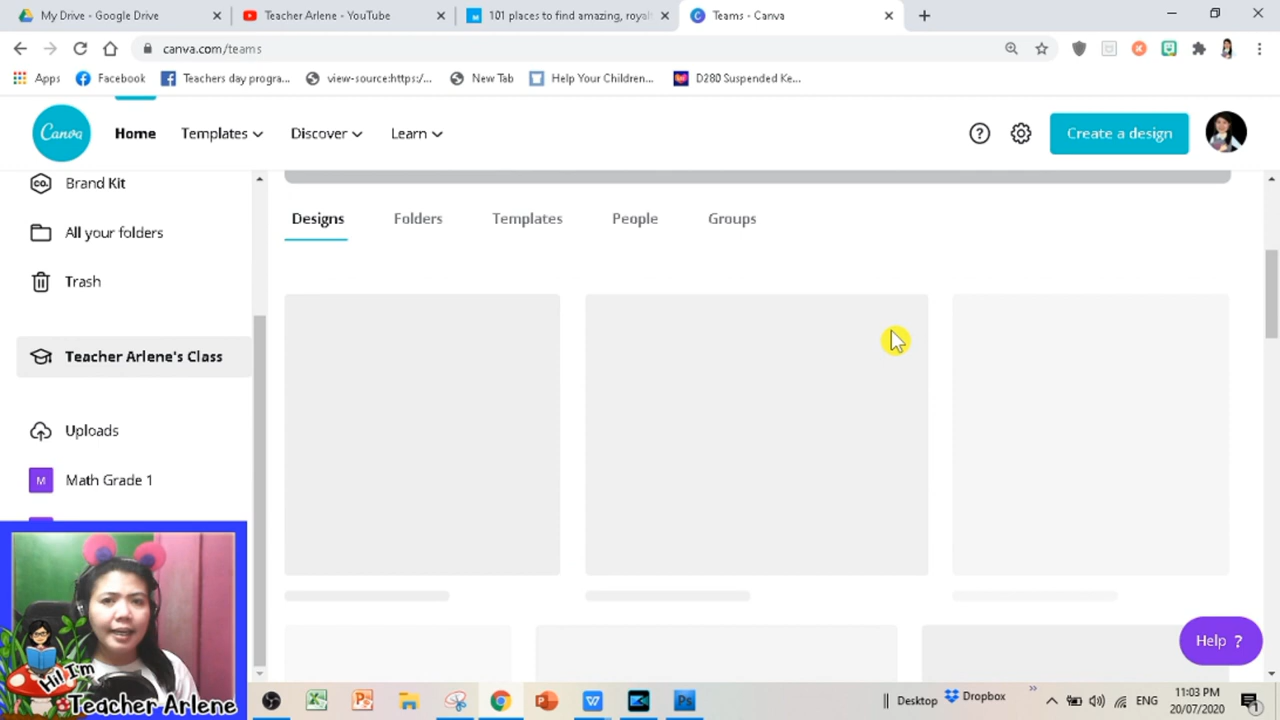 My Drive - Google Drive
Teacher Arlene - YouTube
101 places to find amazing, royal
Teams - Canva
canva.com/teams
Apps
Facebook
Teachers day progra...
view-source:https:/...
New Tab
Help Your Children...
D280 Suspended Ke...
Canva
Home
Templates
Discover
Learn
?
Create a design
CO.
Brand Kit
All your folders
Trash
Teacher Arlene's Class
Uploads
M
Math Grade 1
Designs
Folders
Templates
People
Groups
Help ?
Hi! I'm
Teacher Arlene
Desktop
Dropbox
ENG
11:03 PM
20/07/2020